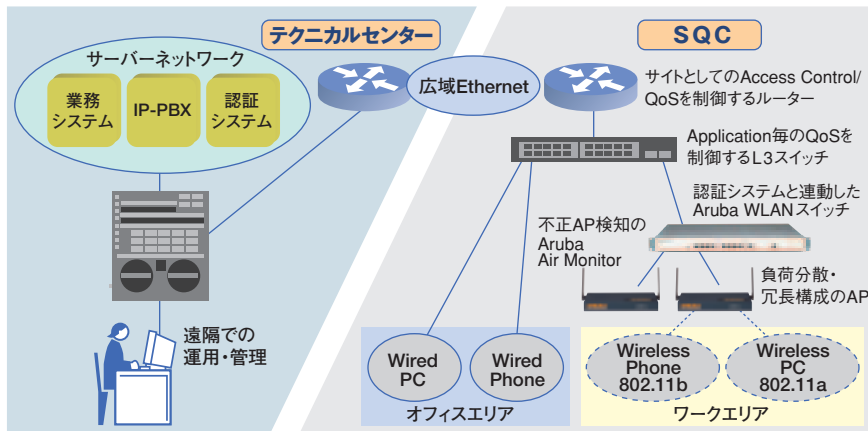 テクニカルセンター
サーバーネットワーク
業務
システム
IP-PBX
認証
システム
遠隔での
運用・管理
広域Ethernet
SQC
サイトとしてのAccess Control/
QoSを制御するルーター
Application毎のQoSを
制御するL3スイッチ
認証システムと連動した
Aruba WLANスイッチ
不正AP検知の
Aruba
Air Monitor
負荷分散・
冗長構成のAP
Wired
PC
Wired
Phone
オフィスエリア
Wireless
Phone
802.11b
Wireless
PC
802.11a
ワークエリア